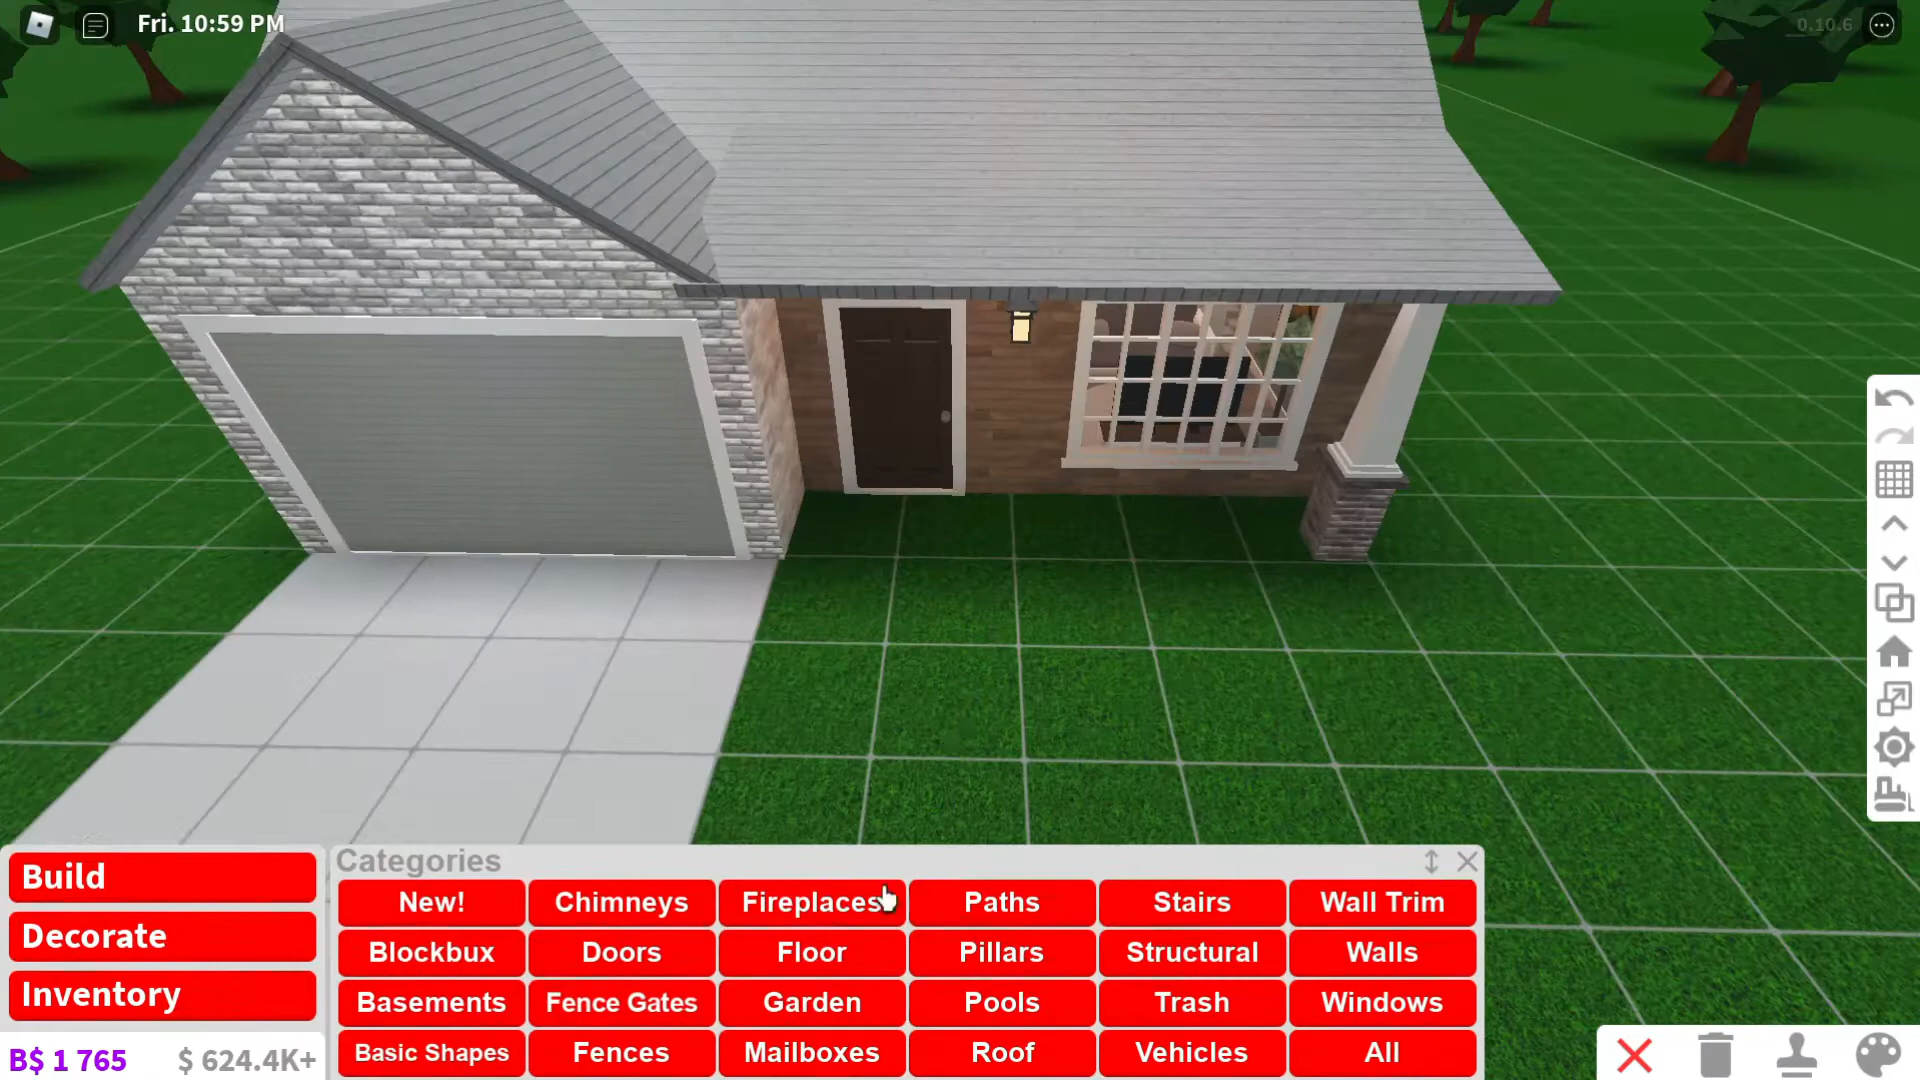 Fri. 10:59 PM
0.10.6
Build
Decorate
Inventory
B$ 1 765
$ 624.4K+
Categories
New! Chimneys Fireplaces Paths Stairs Wall Trim
Blockbux Doors Floor Pillars Structural Walls
Basements Fence Gates Garden Pools Trash Windows
Basic Shapes Fences Mailboxes Roof Vehicles All